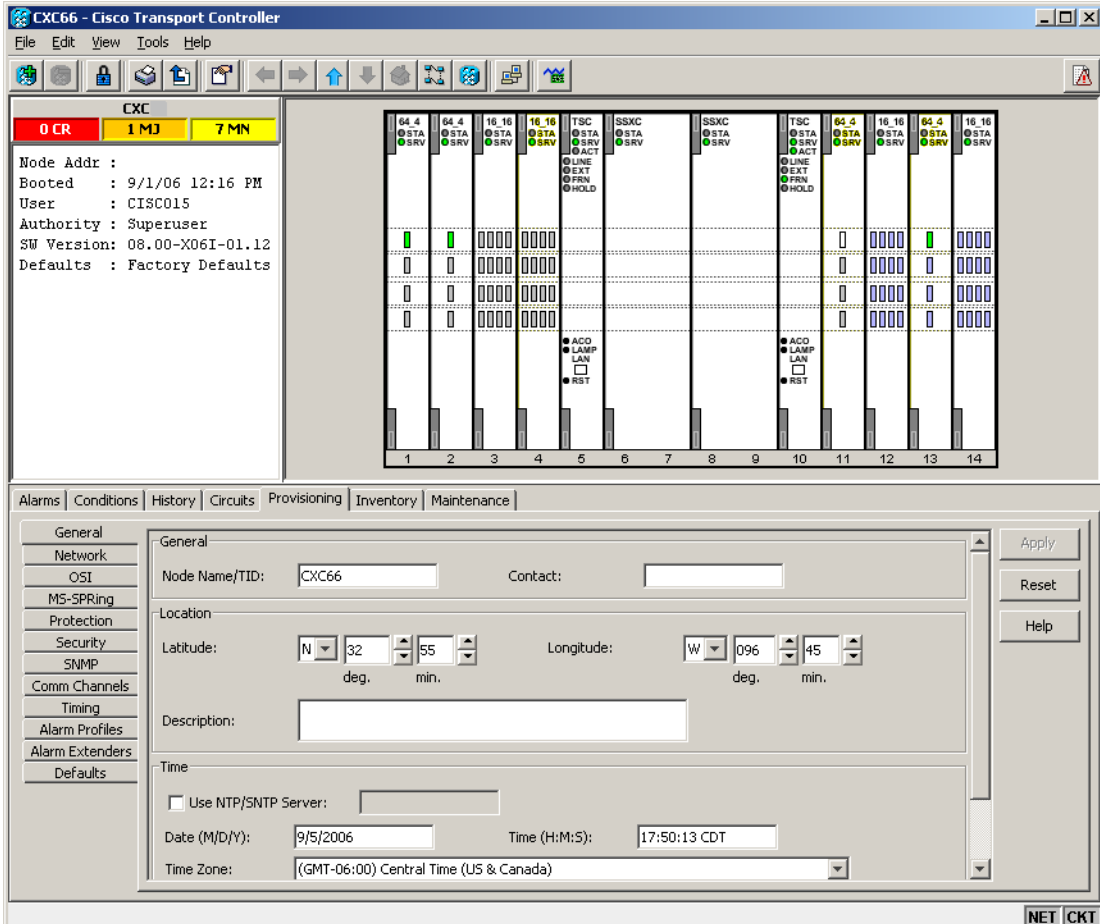 CXC66 - Cisco Transport Controller
File Edit View Tools Help
CXC
0 CR 1 MJ 7 MN
Node Addr :
Booted : 9/1/06 12:16 PM
User : CISCO15
Authority : Superuser
SW Version: 08.00-X06I-01.12
Defaults : Factory Defaults
64_4 64_4 16_16 16_16 TSC SSXC SSXC TSC 64_4 16_16 64_4 16_16
STA STA STA STA STA STA STA STA STA STA STA STA
SRV SRV SRV SRV SRV SRV SRV SRV SRV SRV SRV SRV
ACT ACT
LINE LINE
EXT EXT
FRN FRN
HOLD HOLD
ACO ACO
LAMP LAMP
LAN LAN
RST RST
1 2 3 4 5 6 7 8 9 10 11 12 13 14
Alarms Conditions History Circuits Provisioning Inventory Maintenance
General
Network
OSI
MS-SPRing
Protection
Security
SNMP
Comm Channels
Timing
Alarm Profiles
Alarm Extenders
Defaults
General
Node Name/TID: CXC66 Contact:
Location
Latitude: N 32 55 Longitude: W 096 45
deg. min. deg. min.
Description:
Time
Use NTP/SNTP Server:
Date (M/D/Y): 9/5/2006 Time (H:M:S): 17:50:13 CDT
Time Zone: (GMT-06:00) Central Time (US & Canada)
Apply
Reset
Help
NET CKT